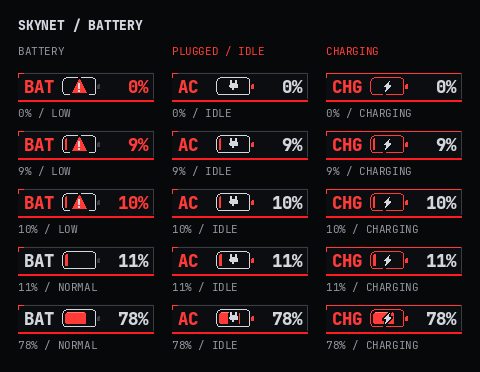 SKYNET / BATTERY
BATTERY PLUGGED / IDLE CHARGING
BAT 0% AC 0% CHG 0%
0% / LOW 0% / IDLE 0% / CHARGING
BAT 9% AC 9% CHG 9%
9% / LOW 9% / IDLE 9% / CHARGING
BAT 10% AC 10% CHG 10%
10% / LOW 10% / IDLE 10% / CHARGING
BAT 11% AC 11% CHG 11%
11% / NORMAL 11% / IDLE 11% / CHARGING
BAT 78% AC 78% CHG 78%
78% / NORMAL 78% / IDLE 78% / CHARGING